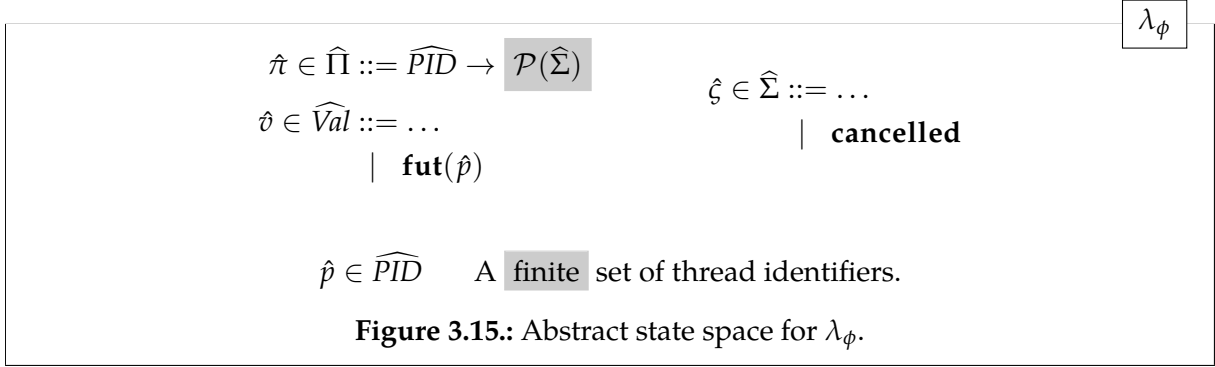 λ_ϕ
π̂ ∈ Π̂ ::= P̂ID → 𝒫(Σ̂)
v̂ ∈ V̂al ::= …
| fut(p̂)
ς̂ ∈ Σ̂ ::= …
| cancelled
p̂ ∈ P̂ID A finite set of thread identifiers.
Figure 3.15.: Abstract state space for λ_ϕ.